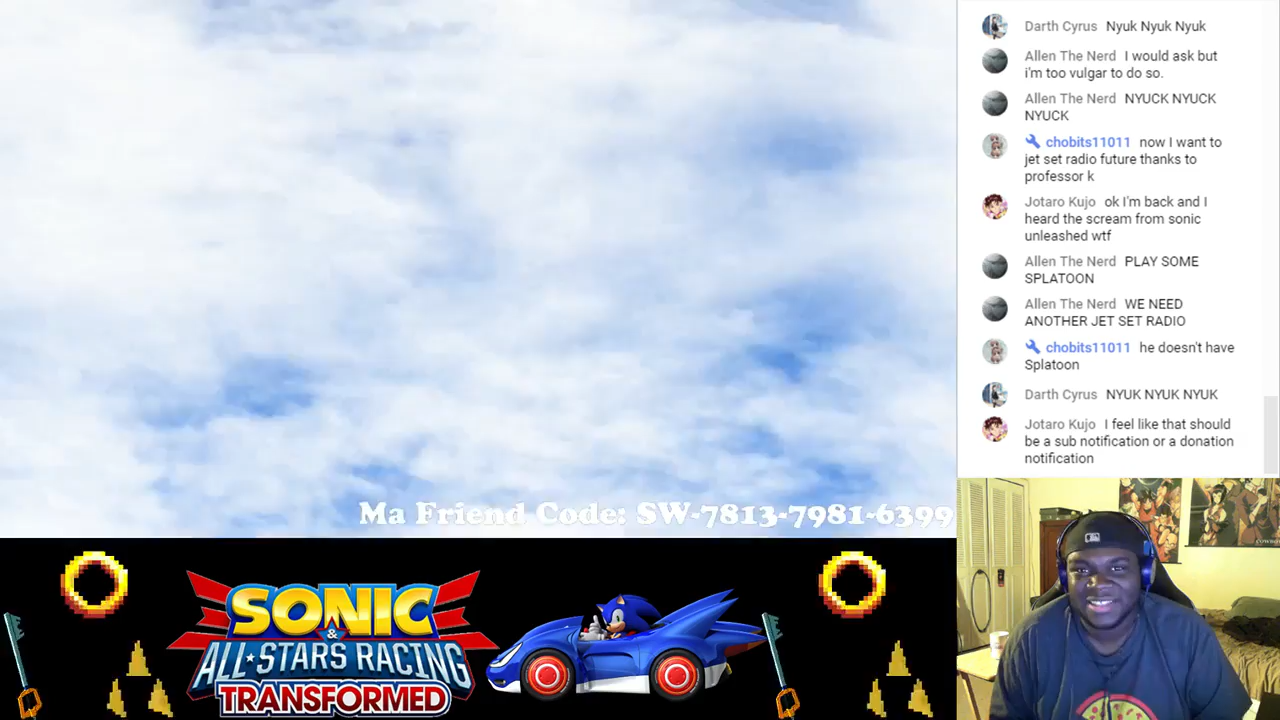 Darth Cyrus Nyuk Nyuk Nyuk
Allen The Nerd I would ask but
i'm too vulgar to do so.
Allen The Nerd NYUCK NYUCK
NYUCK
chobits11011 now I want to
jet set radio future thanks to
professor k
Jotaro Kujo ok I'm back and I
heard the scream from sonic
unleashed wtf
Allen The Nerd PLAY SOME
SPLATOON
Allen The Nerd WE NEED
ANOTHER JET SET RADIO
chobits11011 he doesn't have
Splatoon
Darth Cyrus NYUK NYUK NYUK
Jotaro Kujo I feel like that should
be a sub notification or a donation
notification
Ma Friend Code: SW-7813-7981-6399
SONIC
&
ALL★STARS RACING
TRANSFORMED